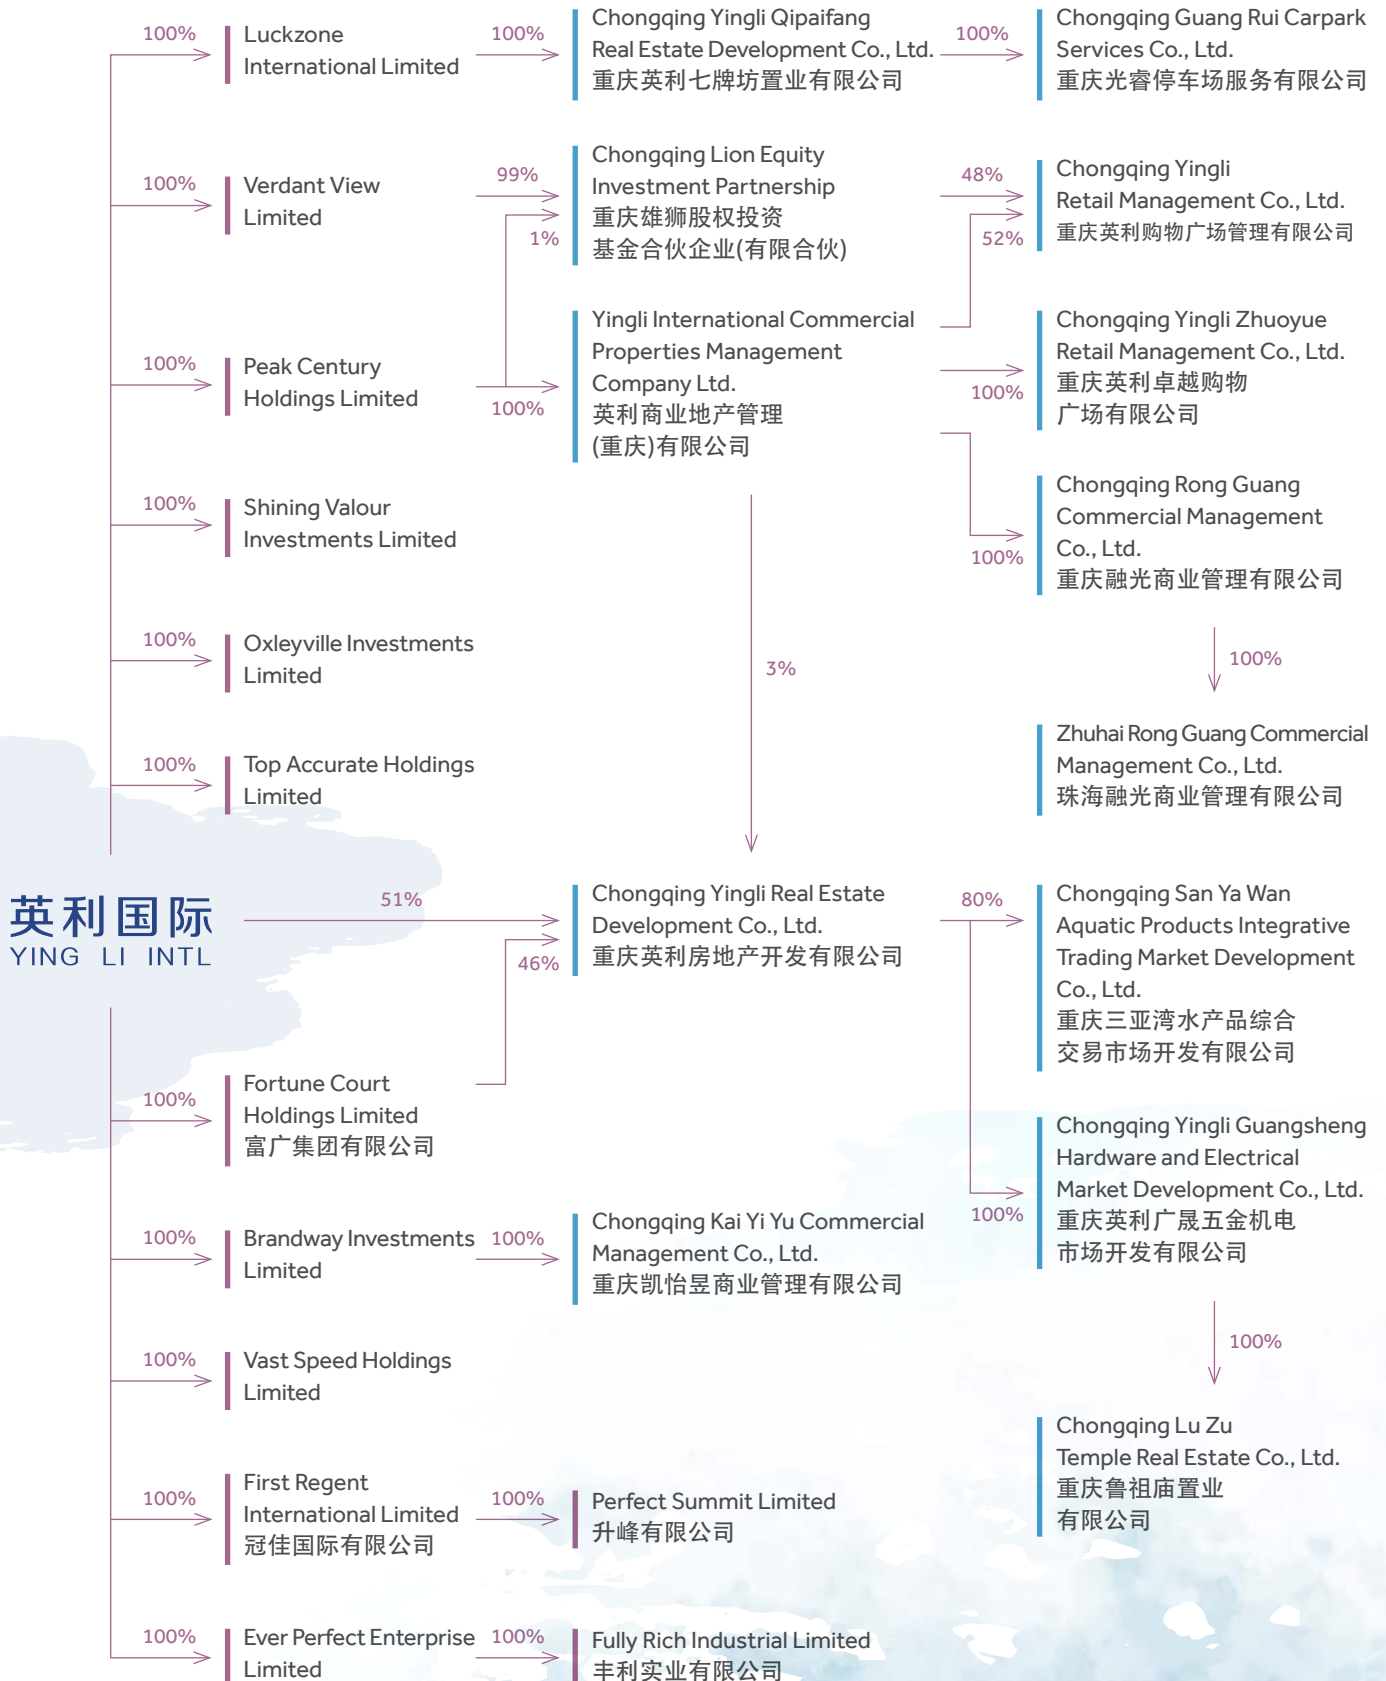 100%
Luckzone
International Limited
100%
Chongqing Yingli Qipaifang
Real Estate Development Co., Ltd.
重庆英利七牌坊置业有限公司
100%
Chongqing Guang Rui Carpark
Services Co., Ltd.
重庆光睿停车场服务有限公司
100%
Verdant View
Limited
99%
1%
Chongqing Lion Equity
Investment Partnership
重庆雄狮股权投资
基金合伙企业(有限合伙)
48%
52%
Chongqing Yingli
Retail Management Co., Ltd.
重庆英利购物广场管理有限公司
100%
Peak Century
Holdings Limited
100%
Yingli International Commercial
Properties Management
Company Ltd.
英利商业地产管理
(重庆)有限公司
100%
Chongqing Yingli Zhuoyue
Retail Management Co., Ltd.
重庆英利卓越购物
广场有限公司
100%
Chongqing Rong Guang
Commercial Management
Co., Ltd.
重庆融光商业管理有限公司
100%
Shining Valour
Investments Limited
100%
Oxleyville Investments
Limited
3%
100%
Zhuhai Rong Guang Commercial
Management Co., Ltd.
珠海融光商业管理有限公司
100%
Top Accurate Holdings
Limited
英利国际
YING LI INTL
51%
46%
Chongqing Yingli Real Estate
Development Co., Ltd.
重庆英利房地产开发有限公司
80%
Chongqing San Ya Wan
Aquatic Products Integrative
Trading Market Development
Co., Ltd.
重庆三亚湾水产品综合
交易市场开发有限公司
100%
Fortune Court
Holdings Limited
富广集团有限公司
100%
Chongqing Yingli Guangsheng
Hardware and Electrical
Market Development Co., Ltd.
重庆英利广晟五金机电
市场开发有限公司
100%
Brandway Investments
Limited
100%
Chongqing Kai Yi Yu Commercial
Management Co., Ltd.
重庆凯怡昱商业管理有限公司
100%
Vast Speed Holdings
Limited
100%
Chongqing Lu Zu
Temple Real Estate Co., Ltd.
重庆鲁祖庙置业
有限公司
100%
First Regent
International Limited
冠佳国际有限公司
100%
Perfect Summit Limited
升峰有限公司
100%
Ever Perfect Enterprise
Limited
100%
Fully Rich Industrial Limited
丰利实业有限公司